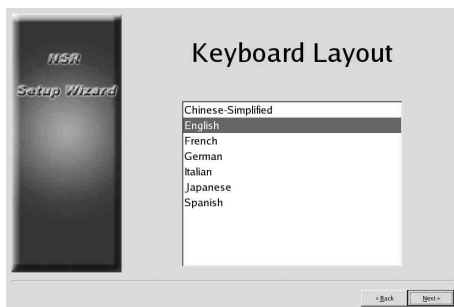 NSR
Setup Wizard
Keyboard Layout
Chinese-Simplified
English
French
German
Italian
Japanese
Spanish
< Back
Next >